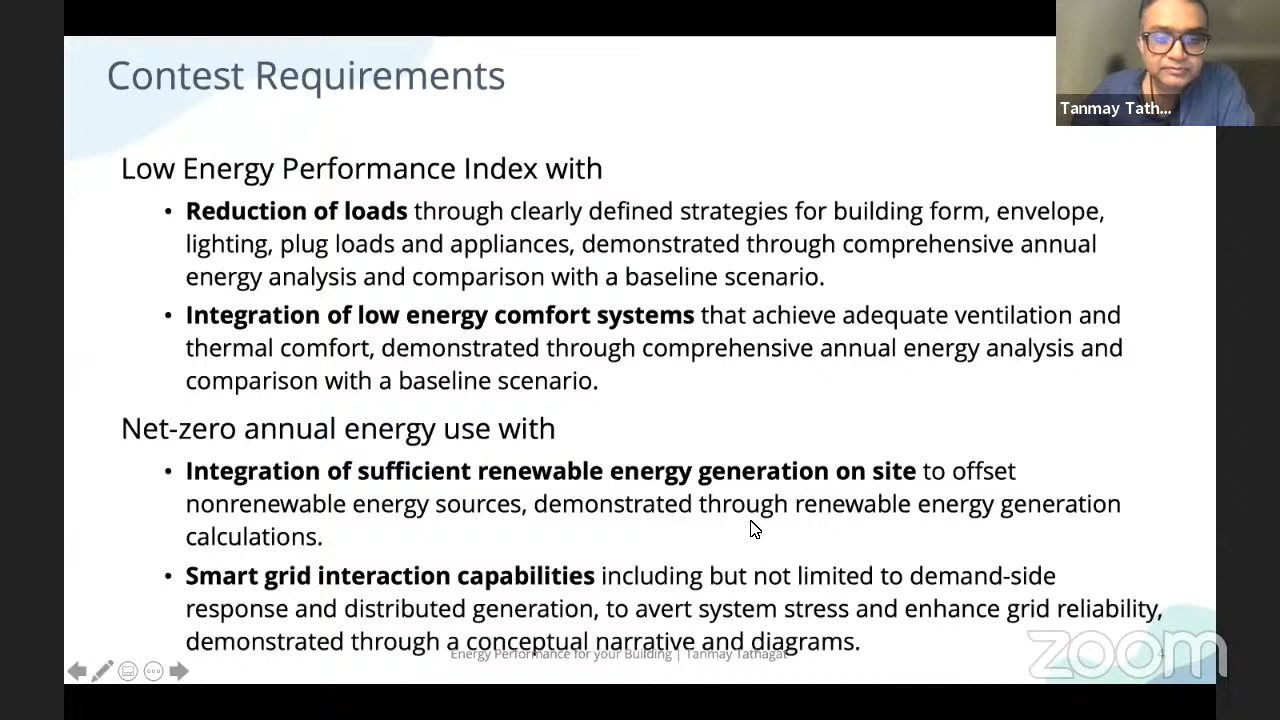 Contest Requirements
Tanmay Tath...
Low Energy Performance Index with
• Reduction of loads through clearly defined strategies for building form, envelope,
lighting, plug loads and appliances, demonstrated through comprehensive annual
energy analysis and comparison with a baseline scenario.
• Integration of low energy comfort systems that achieve adequate ventilation and
thermal comfort, demonstrated through comprehensive annual energy analysis and
comparison with a baseline scenario.
Net-zero annual energy use with
• Integration of sufficient renewable energy generation on site to offset
nonrenewable energy sources, demonstrated through renewable energy generation
calculations.
• Smart grid interaction capabilities including but not limited to demand-side
response and distributed generation, to avert system stress and enhance grid reliability,
demonstrated through a conceptual narrative and diagrams.
Energy Performance for your Building | Tanmay Tathagat
4
zoom